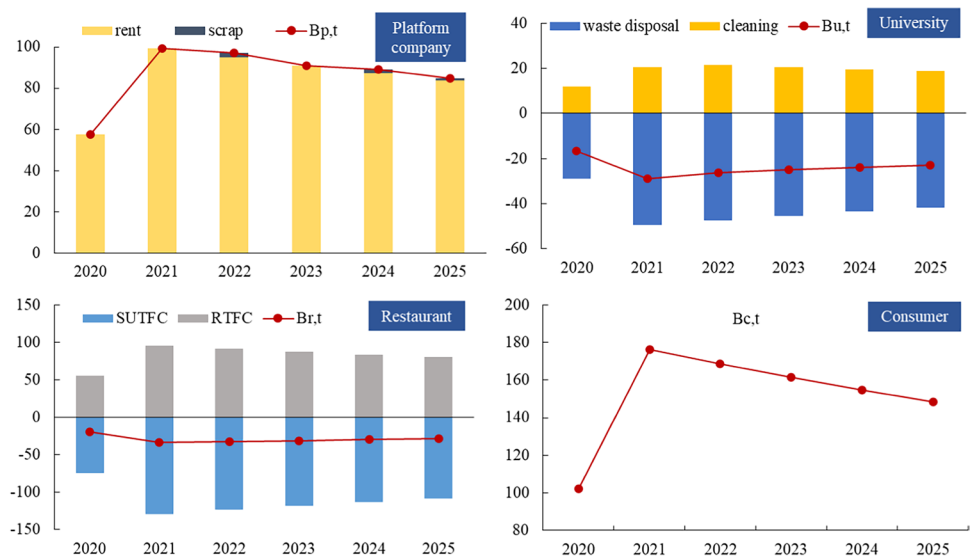 rent scrap Bp,t
Platform
company
100
80
60
40
20
0
2020 2021 2022 2023 2024 2025
waste disposal cleaning Bu,t
University
40
20
0
-20
-40
-60
2020 2021 2022 2023 2024 2025
SUTFC RTFC Br,t
Restaurant
150
100
50
0
-50
-100
-150
2020 2021 2022 2023 2024 2025
Bc,t
Consumer
200
180
160
140
120
100
80
2020 2021 2022 2023 2024 2025